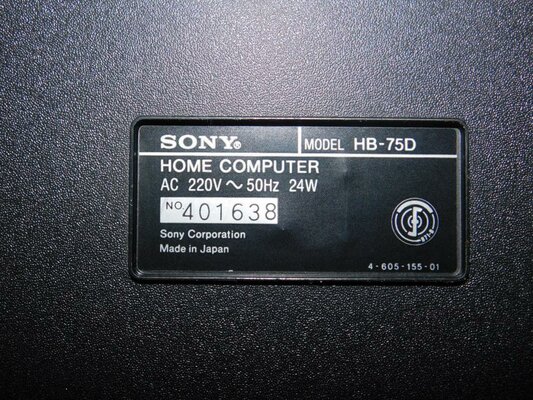 SONY® MODEL HB-75D
HOME COMPUTER
AC 220V ~ 50Hz 24W
NO 401638
Sony Corporation
Made in Japan
4-605-155-01